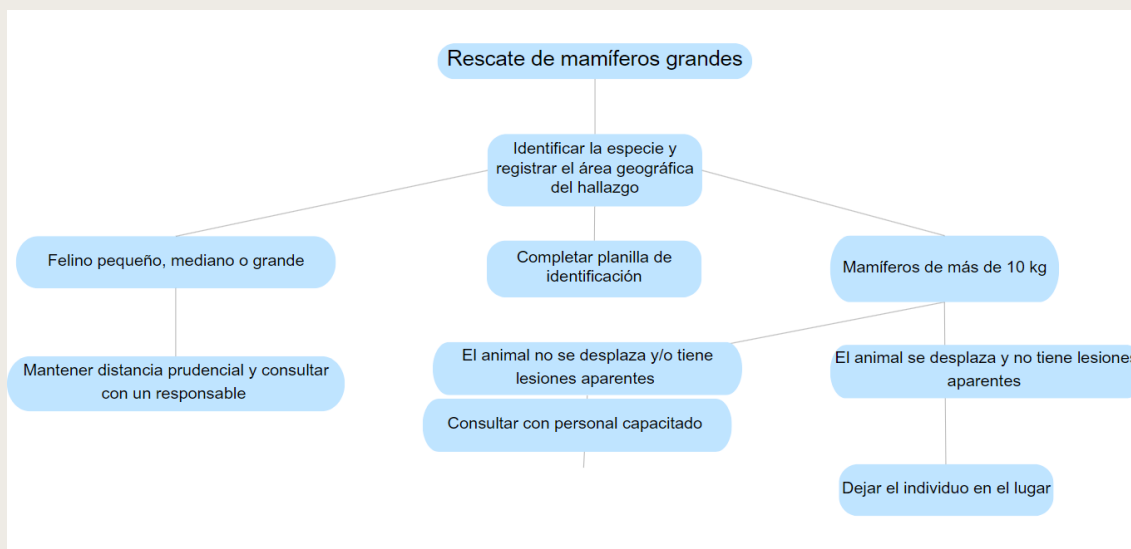 Rescate de mamíferos grandes
Identificar la especie y
registrar el área geográfica
del hallazgo
Felino pequeño, mediano o grande
Completar planilla de
identificación
Mamíferos de más de 10 kg
Mantener distancia prudencial y consultar
con un responsable
El animal no se desplaza y/o tiene
lesiones aparentes
El animal se desplaza y no tiene lesiones
aparentes
Consultar con personal capacitado
Dejar el individuo en el lugar